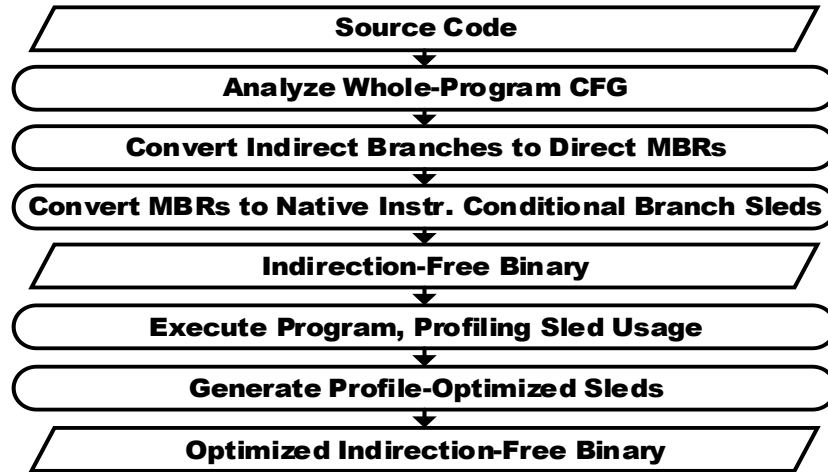 Source Code
Analyze Whole-Program CFG
Convert Indirect Branches to Direct MBRs
Convert MBRs to Native Instr. Conditional Branch Sleds
Indirection-Free Binary
Execute Program, Profiling Sled Usage
Generate Profile-Optimized Sleds
Optimized Indirection-Free Binary